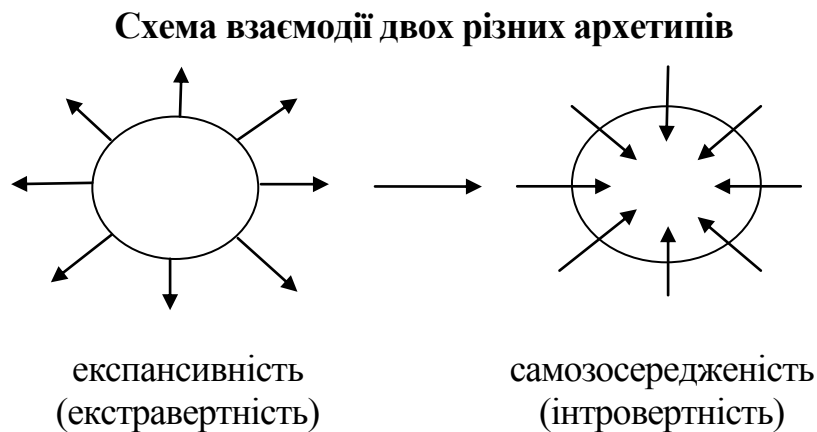 Схема взаємодії двох різних архетипів
експансивність
(екстравертність)
самозосередженість
(інтровертність)